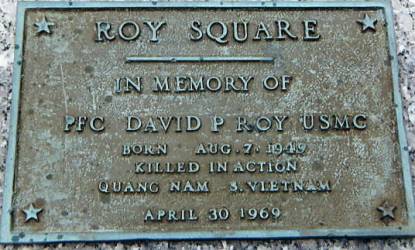 ROY SQUARE
IN MEMORY OF
PFC DAVID P ROY USMC
BORN AUG. 7. 1949
KILLED IN ACTION
QUANG NAM S. VIETNAM
APRIL 30 1969